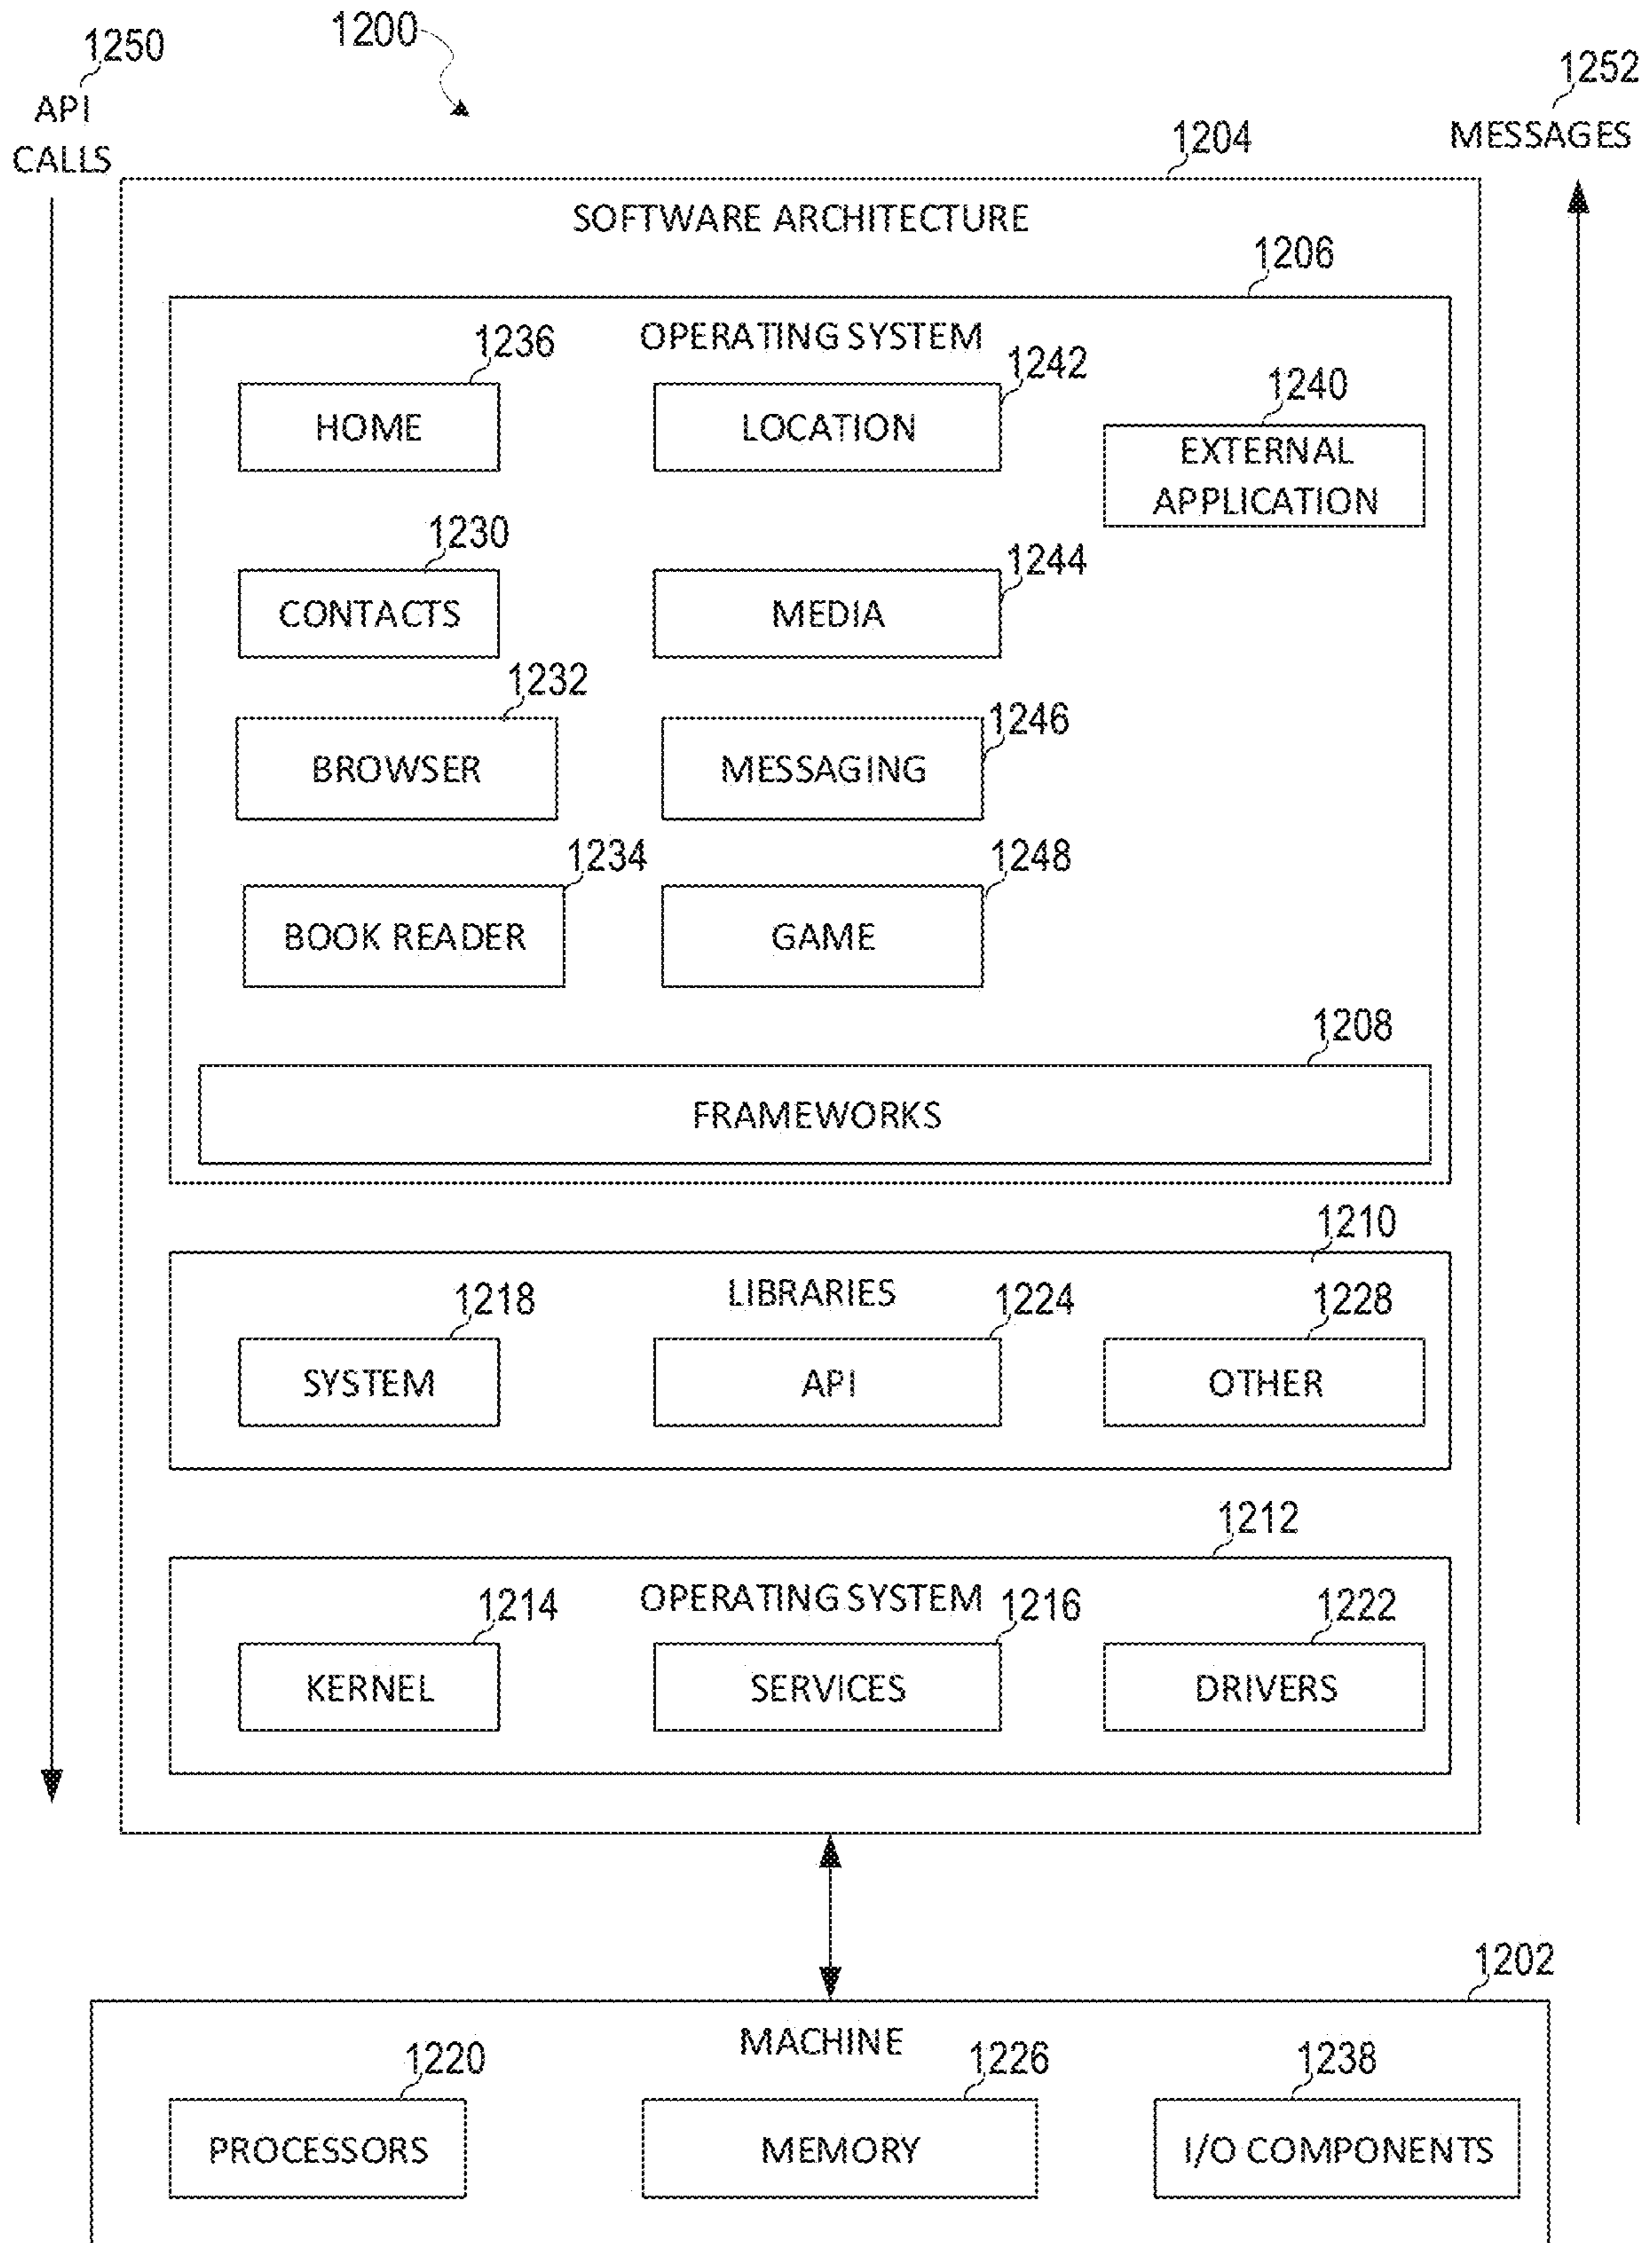 1200
1250
API
CALLS
1252
MESSAGES
1204
SOFTWARE ARCHITECTURE
1206
OPERATING SYSTEM
1236
HOME
1242
LOCATION
1240
EXTERNAL
APPLICATION
1230
CONTACTS
1244
MEDIA
1232
BROWSER
1246
MESSAGING
1234
BOOK READER
1248
GAME
1208
FRAMEWORKS
1210
LIBRARIES
1218
SYSTEM
1224
API
1228
OTHER
1212
OPERATING SYSTEM
1214
KERNEL
1216
SERVICES
1222
DRIVERS
1202
MACHINE
1220
PROCESSORS
1226
MEMORY
1238
I/O COMPONENTS